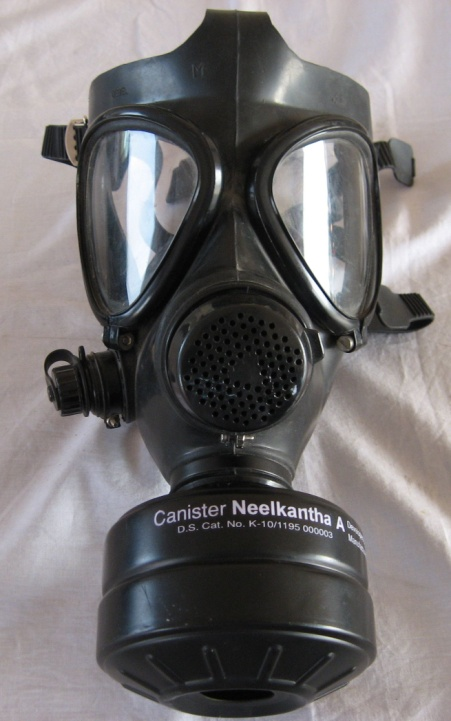 M
Canister Neelkantha A
D.S. Cat. No. K-10/1195 000003